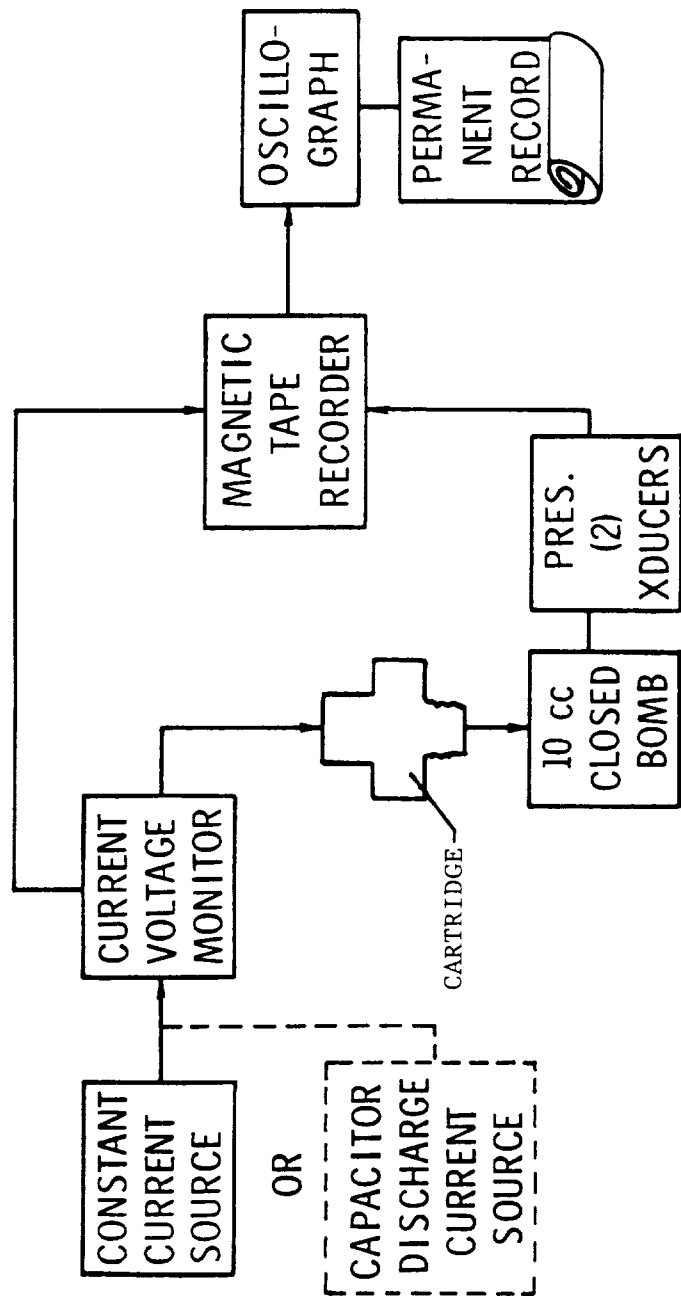 CONSTANT
CURRENT
SOURCE
OR
CAPACITOR
DISCHARGE
CURRENT
SOURCE
CURRENT
VOLTAGE
MONITOR
CARTRIDGE
10 CC
CLOSED
BOMB
PRES.
(2)
XDUCERS
MAGNETIC
TAPE
RECORDER
OSCILLO-
GRAPH
PERMA-
NENT
RECORD